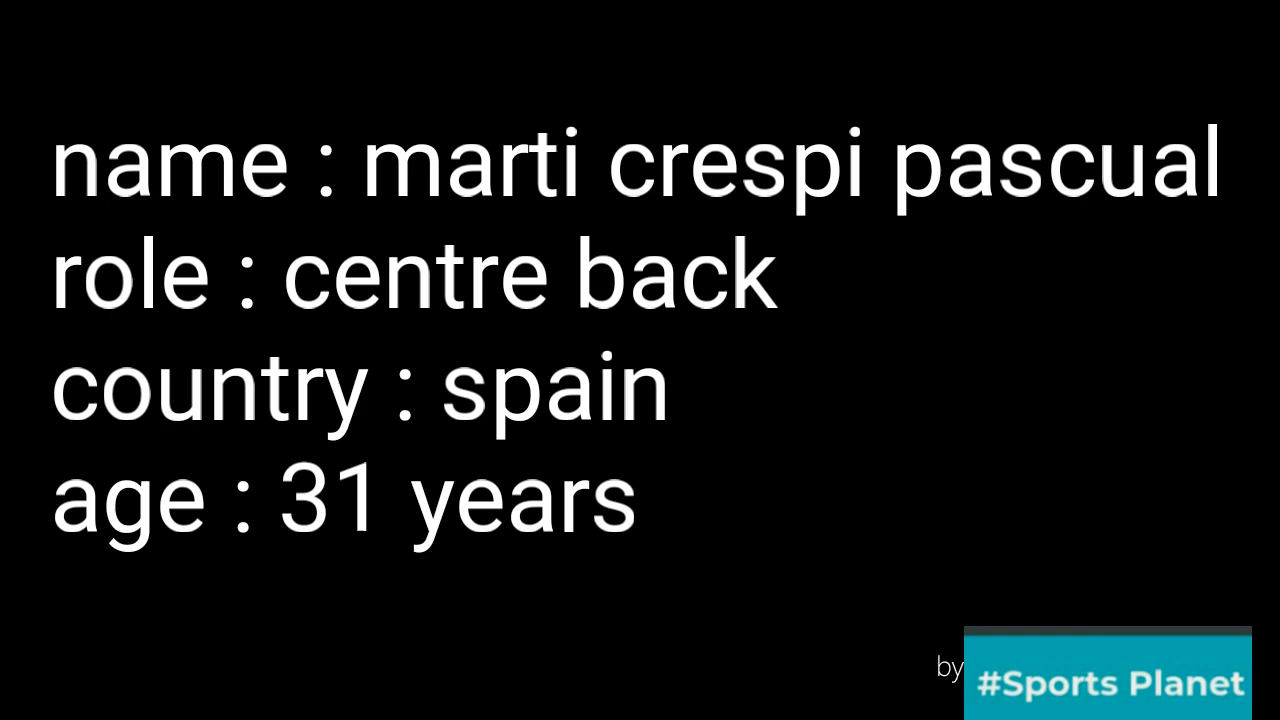 name : marti crespi pascual
role : centre back
country : spain
age : 31 years
by
#Sports Planet